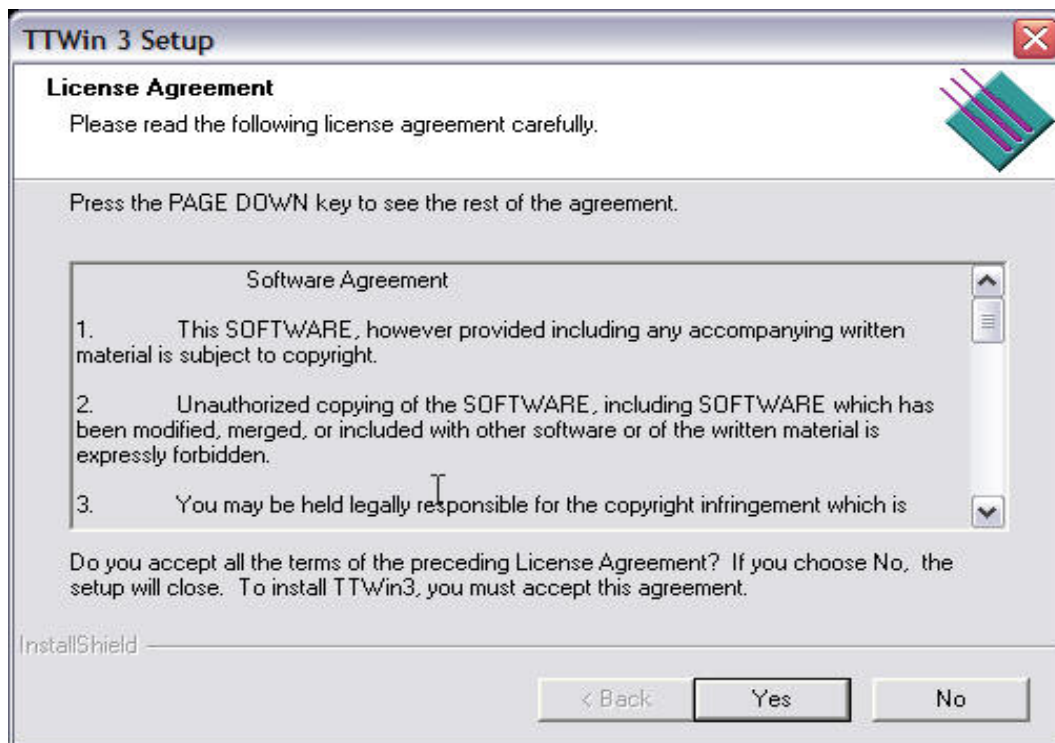 TTWin 3 Setup
License Agreement
Please read the following license agreement carefully.
Press the PAGE DOWN key to see the rest of the agreement.
Software Agreement
1. This SOFTWARE, however provided including any accompanying written
material is subject to copyright.
2. Unauthorized copying of the SOFTWARE, including SOFTWARE which has
been modified, merged, or included with other software or of the written material is
expressly forbidden.
3. You may be held legally responsible for the copyright infringement which is
Do you accept all the terms of the preceding License Agreement? If you choose No, the
setup will close. To install TTWin3, you must accept this agreement.
InstallShield
< Back Yes No